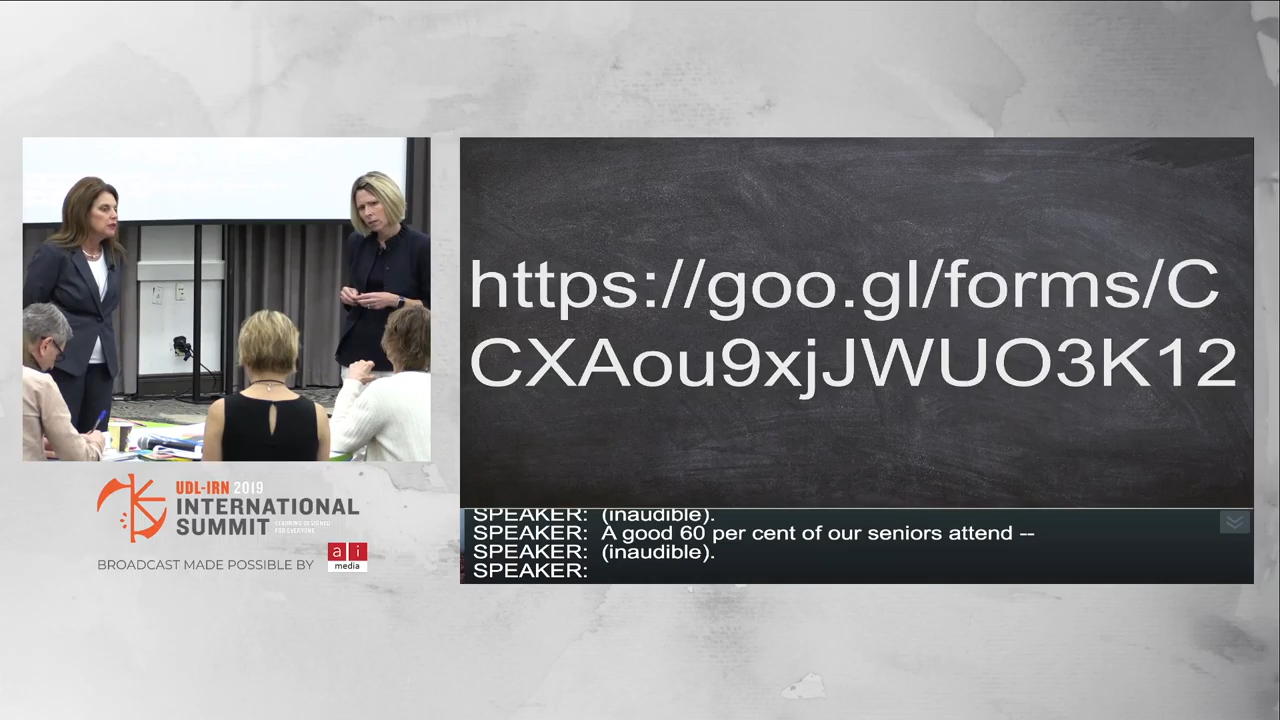 https://goo.gl/forms/C
CXAou9xjJWUO3K12
UDL-IRN 2019
INTERNATIONAL
SUMMIT LEARNING DESIGNED
FOR EVERYONE
BROADCAST MADE POSSIBLE BY
ai
media
SPEAKER: (inaudible).
SPEAKER: A good 60 per cent of our seniors attend --
SPEAKER: (inaudible).
SPEAKER: